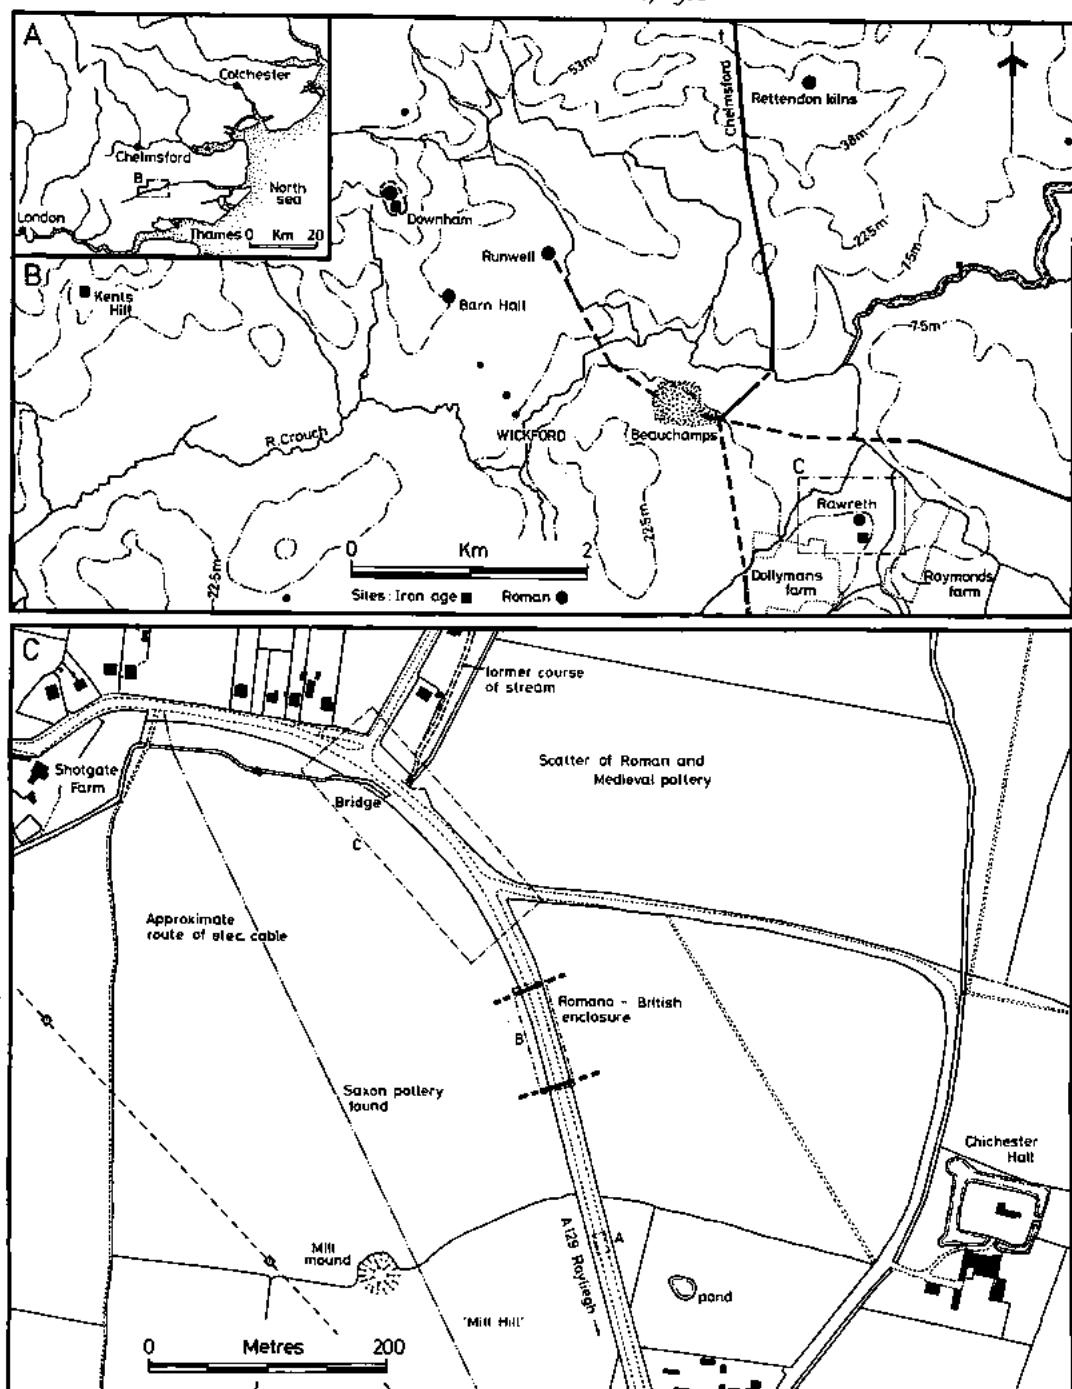 A
Colchester
Chelmsford
B
North
sea
London
Thames
0 Km 20
B
53m
Chelmsford
Rettendon kilns
38m
22.5m
7.5m
7.5m
Downham
Runwell
Barn Hall
Kents
Hill
WICKFORD
R. Crouch
Beauchamps
22.5m
22.5m
C
Rawreth
Dollymans
farm
Raymonds
farm
0 Km 2
Sites: Iron age Roman
C
former course
of stream
Scatter of Roman and
Medieval pottery
Shotgate
Farm
Bridge
C
Approximate
route of elec. cable
Romano - British
enclosure
B
Saxon pottery
found
Chichester
Hall
Mill
mound
A
A129 Rayliegh
pond
'Mill Hill'
0 Metres 200